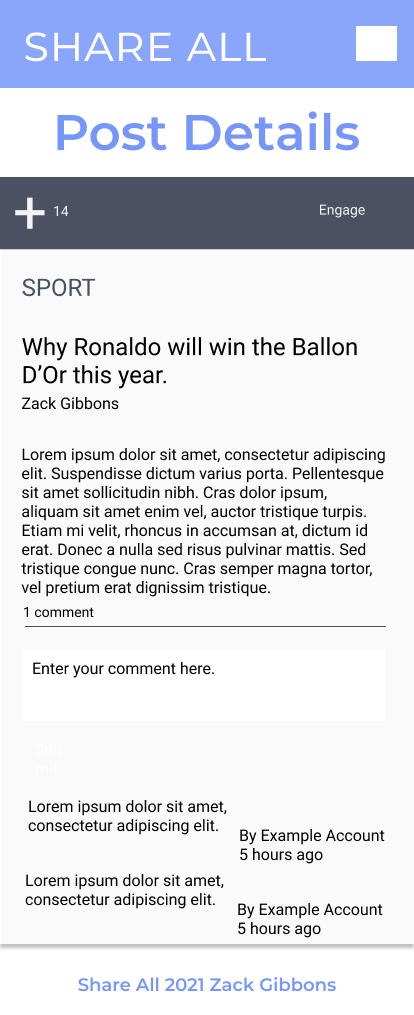 SHARE ALL
Post Details
14
Engage
SPORT
Why Ronaldo will win the Ballon
D’Or this year.
Zack Gibbons
Lorem ipsum dolor sit amet, consectetur adipiscing
elit. Suspendisse dictum varius porta. Pellentesque
sit amet sollicitudin nibh. Cras dolor ipsum,
aliquam sit amet enim vel, auctor tristique turpis.
Etiam mi velit, rhoncus in accumsan at, dictum id
erat. Donec a nulla sed risus pulvinar mattis. Sed
tristique congue nunc. Cras semper magna tortor,
vel pretium erat dignissim tristique.
1 comment
Enter your comment here.
Sub
mit
Lorem ipsum dolor sit amet,
consectetur adipiscing elit.
By Example Account
5 hours ago
Lorem ipsum dolor sit amet,
consectetur adipiscing elit.
By Example Account
5 hours ago
Share All 2021 Zack Gibbons